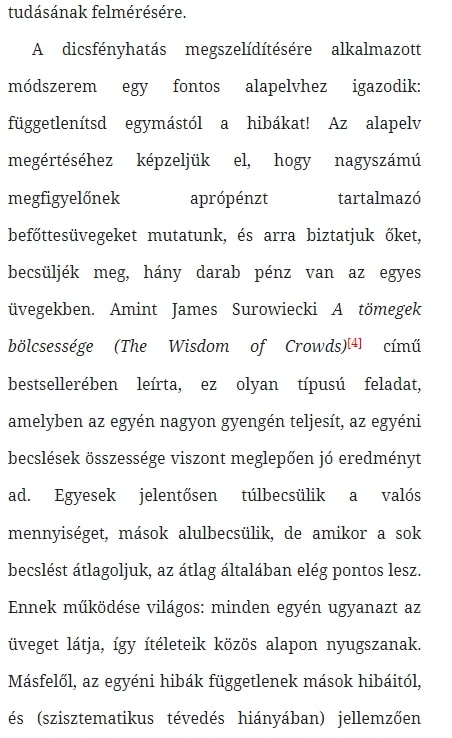 tudásának felmérésére.
A dicsfényhatás megszelídítésére alkalmazott
módszerem egy fontos alapelvhez igazodik:
függetlenítsd egymástól a hibákat! Az alapelv
megértéséhez képzeljük el, hogy nagyszámú
megfigyelőnek aprópénzt tartalmazó
befőttesüvegeket mutatunk, és arra biztatjuk őket,
becsüljék meg, hány darab pénz van az egyes
üvegekben. Amint James Surowiecki A tömegek
bölcsessége (The Wisdom of Crowds)[4] című
bestsellerében leírta, ez olyan típusú feladat,
amelyben az egyén nagyon gyengén teljesít, az egyéni
becslések összessége viszont meglepően jó eredményt
ad. Egyesek jelentősen túlbecsülik a valós
mennyiséget, mások alulbecsülik, de amikor a sok
becslést átlagoljuk, az átlag általában elég pontos lesz.
Ennek működése világos: minden egyén ugyanazt az
üveget látja, így ítéleteik közös alapon nyugszanak.
Másfelől, az egyéni hibák függetlenek mások hibáitól,
és (szisztematikus tévedés hiányában) jellemzően